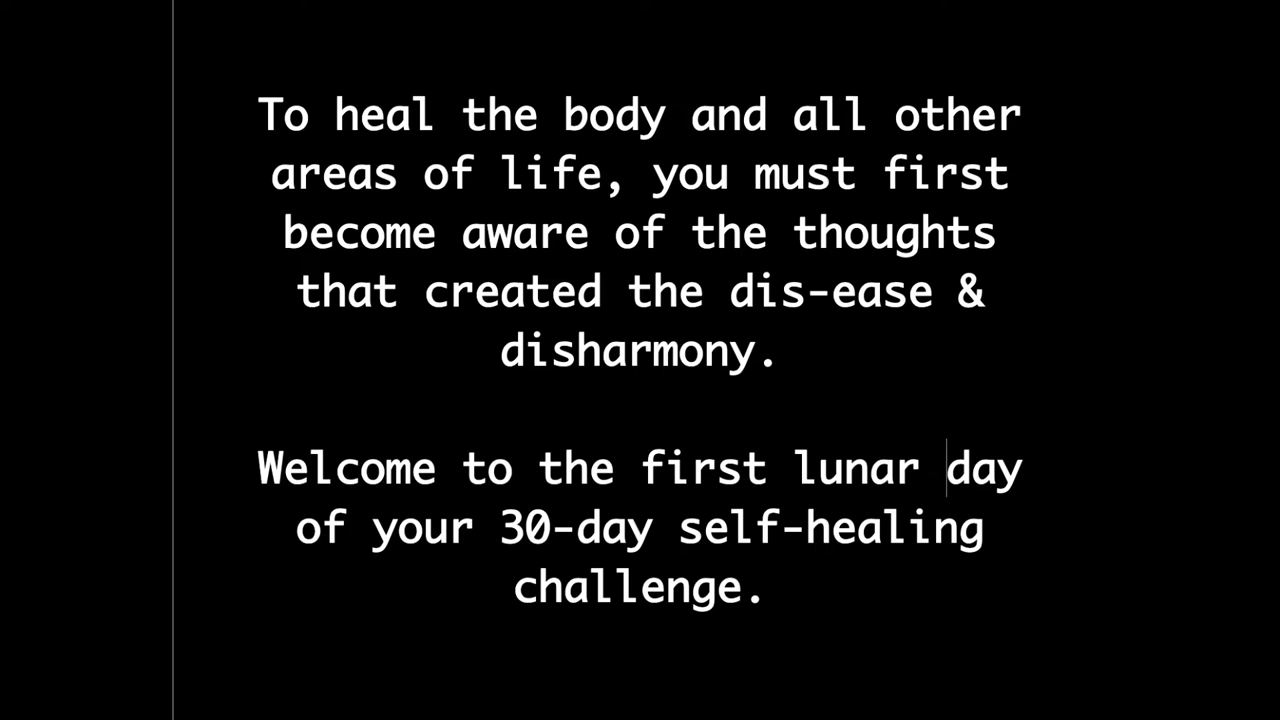 To heal the body and all other
areas of life, you must first
become aware of the thoughts
that created the dis-ease &
disharmony.
Welcome to the first lunar day
of your 30-day self-healing
challenge.